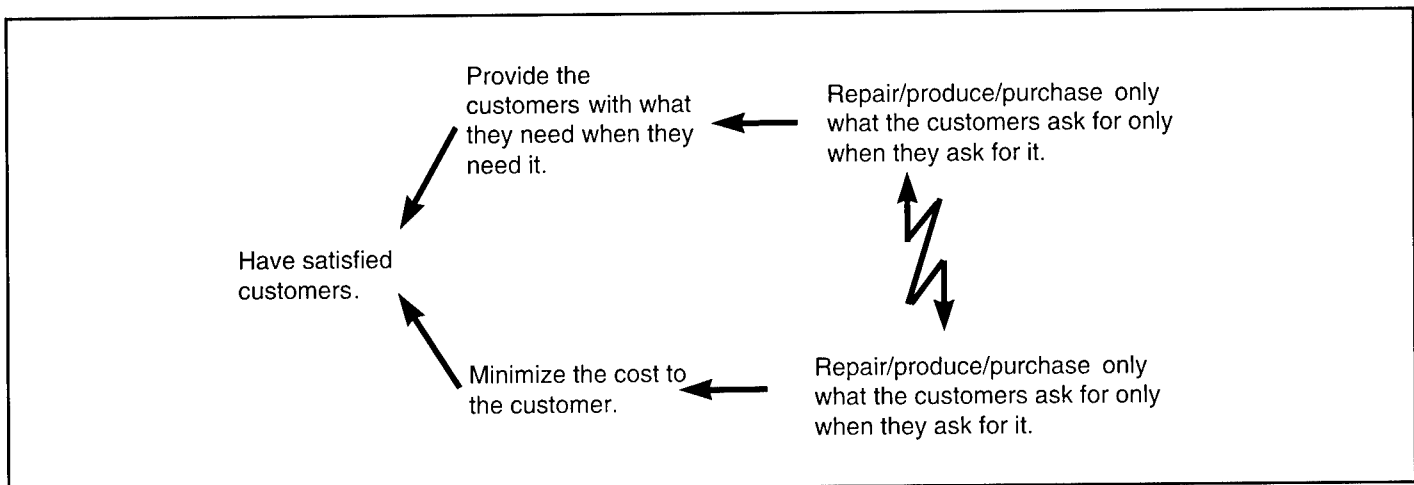 Provide the
customers with what
they need when they
need it.
Repair/produce/purchase only
what the customers ask for only
when they ask for it.
Have satisfied
customers.
Minimize the cost to
the customer.
Repair/produce/purchase only
what the customers ask for only
when they ask for it.